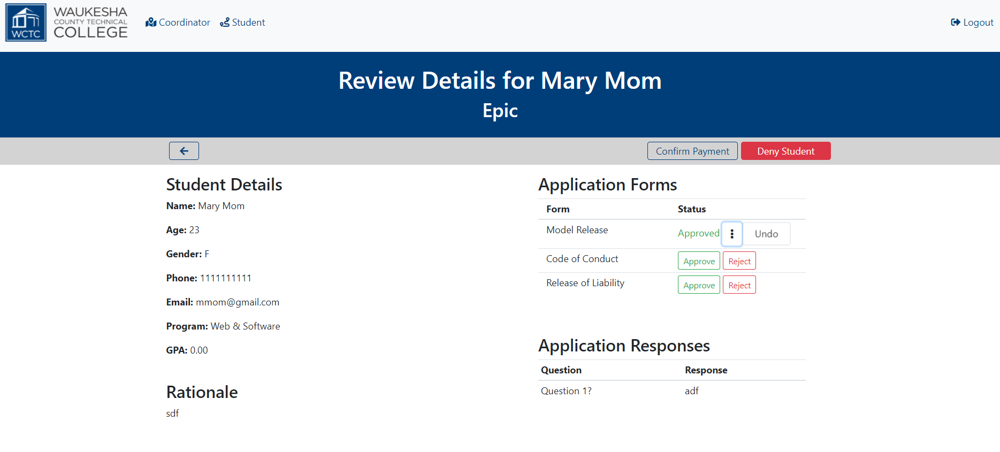 WCTC
WAUKESHA
COUNTY TECHNICAL
COLLEGE
Coordinator
Student
Logout
Review Details for Mary Mom
Epic
Confirm Payment
Deny Student
Student Details
Name: Mary Mom
Age: 23
Gender: F
Phone: 1111111111
Email: mmom@gmail.com
Program: Web & Software
GPA: 0.00
Rationale
sdf
Application Forms
Form Status
Model Release Approved Undo
Code of Conduct Approve Reject
Release of Liability Approve Reject
Application Responses
Question Response
Question 1? adf